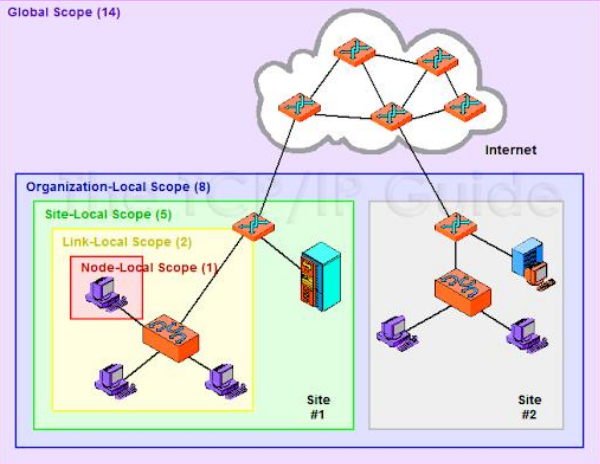 Global Scope (14)
Internet
The TCP/IP Guide
Organization-Local Scope (8)
Site-Local Scope (5)
Link-Local Scope (2)
Node-Local Scope (1)
Site
#1
Site
#2